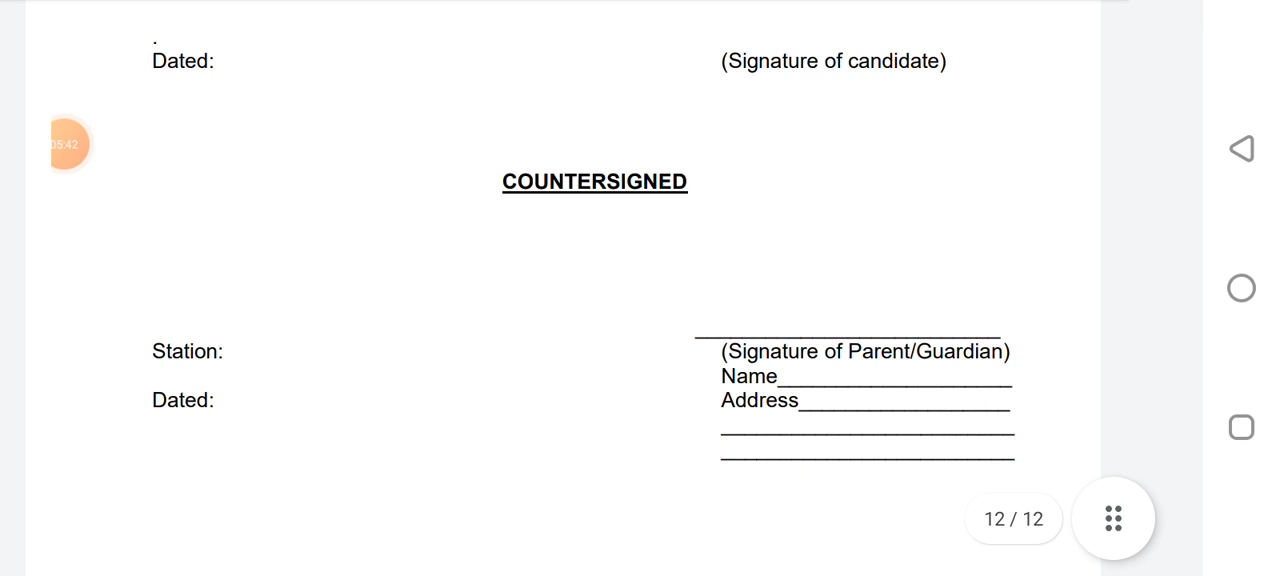 .
Dated: (Signature of candidate)
05:42
COUNTERSIGNED
Station: (Signature of Parent/Guardian)
Name
Dated: Address
12 / 12